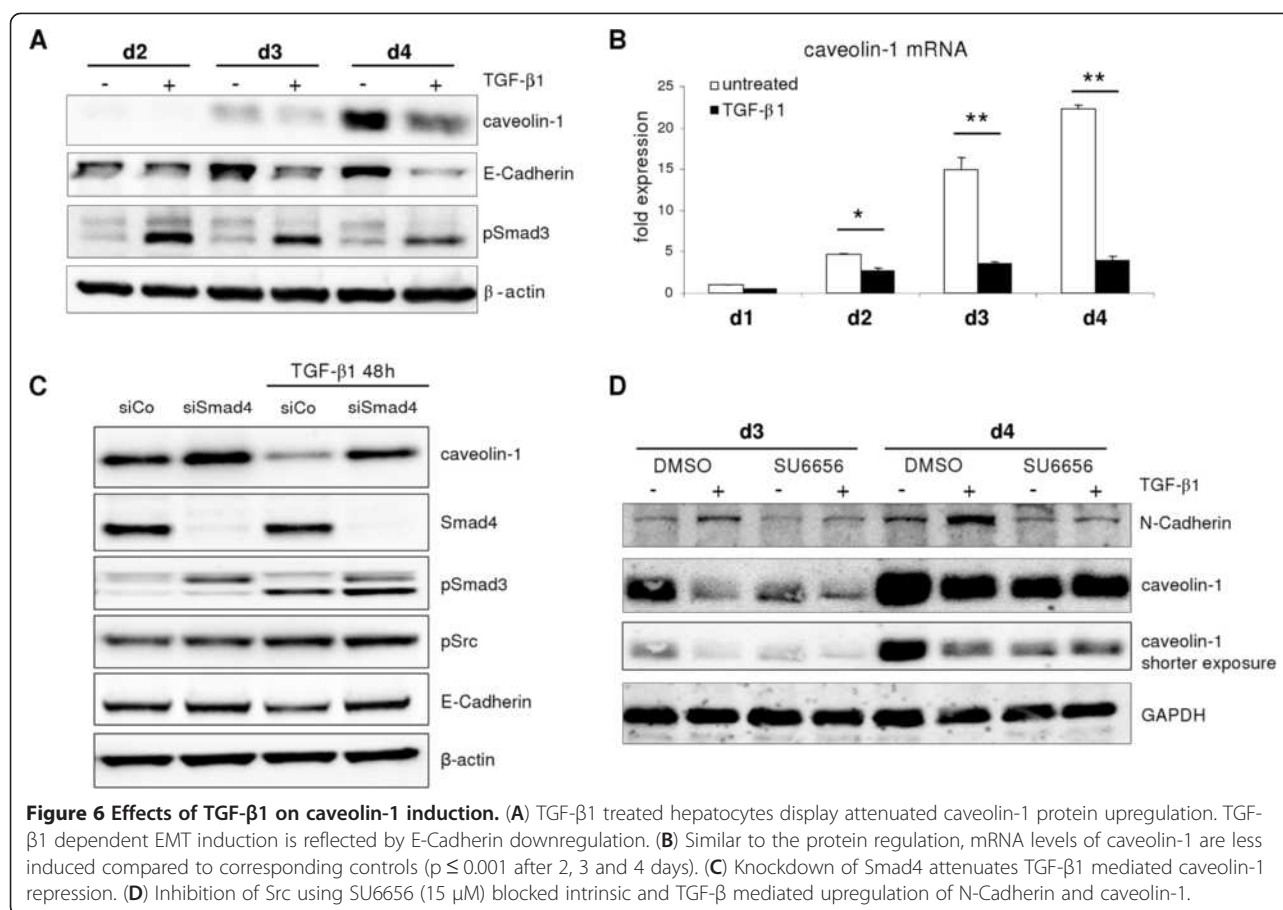 A
d2 d3 d4
- + - + - + TGF-β1
caveolin-1
E-Cadherin
pSmad3
β-actin
B
caveolin-1 mRNA
untreated
TGF-β1
fold expression
25
20
15
10
5
0
*
**
**
d1 d2 d3 d4
C
TGF-β1 48h
siCo siSmad4 siCo siSmad4
caveolin-1
Smad4
pSmad3
pSrc
E-Cadherin
β-actin
D
d3 d4
DMSO SU6656 DMSO SU6656
- + - + - + - + TGF-β1
N-Cadherin
caveolin-1
caveolin-1
shorter exposure
GAPDH
Figure 6 Effects of TGF-β1 on caveolin-1 induction. (A) TGF-β1 treated hepatocytes display attenuated caveolin-1 protein upregulation. TGF-
β1 dependent EMT induction is reflected by E-Cadherin downregulation. (B) Similar to the protein regulation, mRNA levels of caveolin-1 are less
induced compared to corresponding controls (p ≤ 0.001 after 2, 3 and 4 days). (C) Knockdown of Smad4 attenuates TGF-β1 mediated caveolin-1
repression. (D) Inhibition of Src using SU6656 (15 μM) blocked intrinsic and TGF-β mediated upregulation of N-Cadherin and caveolin-1.